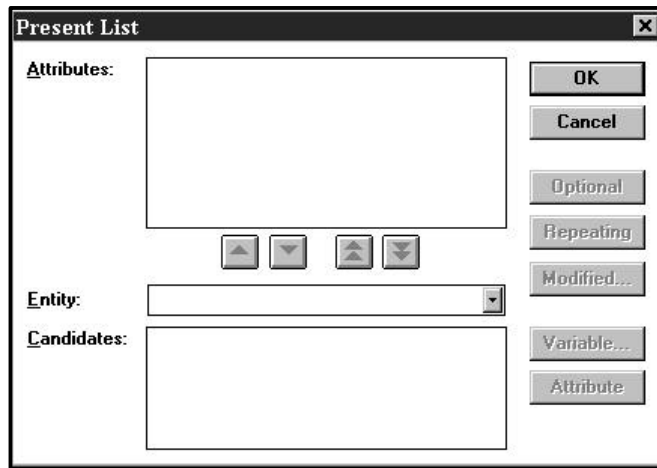 Present List
Attributes:
OK
Cancel
Optional
Repeating
Modified...
Entity:
Candidates:
Variable...
Attribute